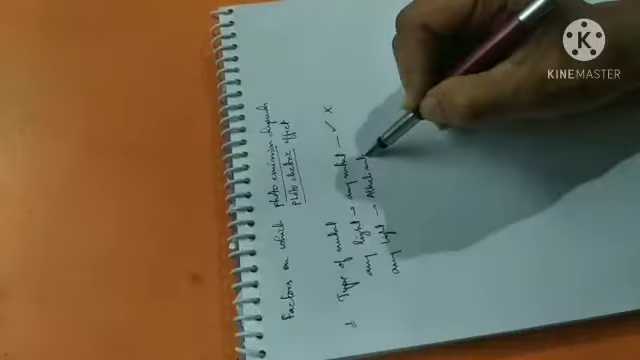 Factors on which photo emission depends
photo electric effect
1 Type of metal
any light → any metal – ✓ ×
any light → Alkali
KINEMASTER